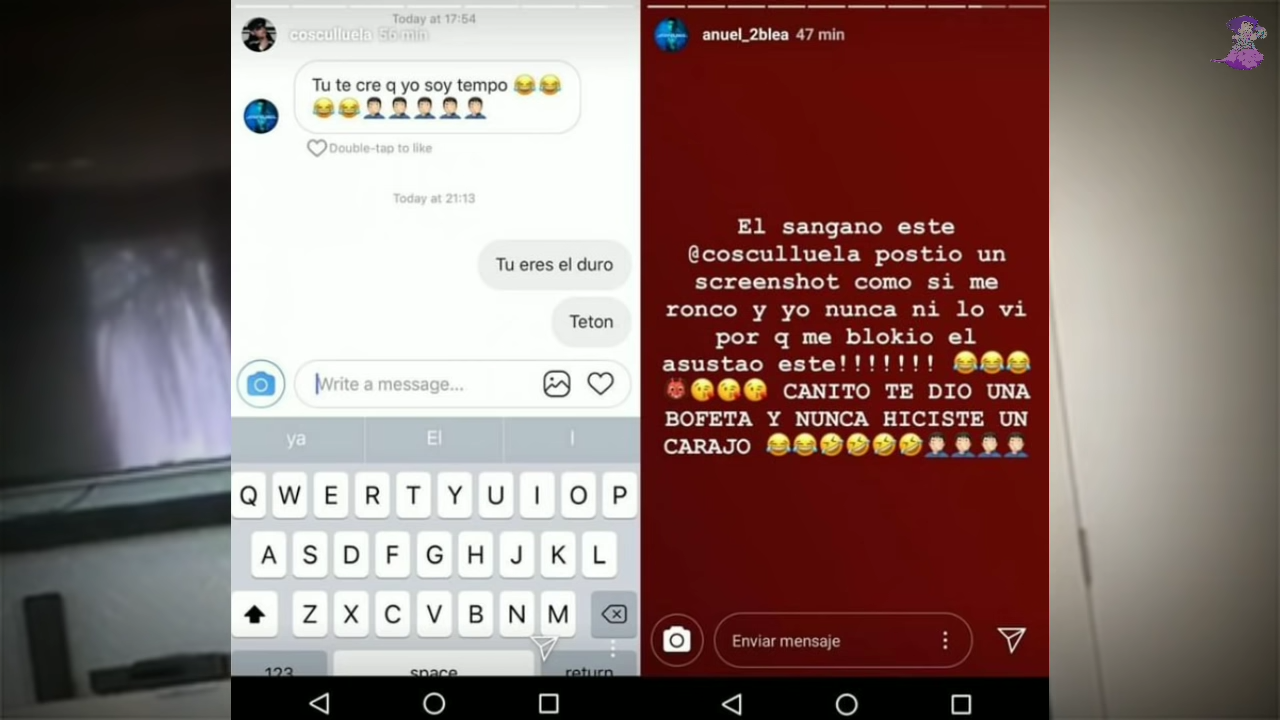 Today at 17:54
cosculluela 56 min
Tu te cre q yo soy tempo 😂😂
😂😂🤦🏻‍♂️🤦🏻‍♂️🤦🏻‍♂️🤦🏻‍♂️🤦🏻‍♂️
Double-tap to like
Today at 21:13
Tu eres el duro
Teton
Write a message...
ya El I
Q W E R T Y U I O P
A S D F G H J K L
Z X C V B N M
123 space return
anuel_2blea 47 min
El sangano este
@cosculluela postio un
screenshot como si me
ronco y yo nunca ni lo vi
por q me blokio el
asustao este!!!!!!! 😂😂😂
👹😘😘😘 CANITO TE DIO UNA
BOFETA Y NUNCA HICISTE UN
CARAJO 😂😂🤣🤣🤣🤣🤦🏻‍♂️🤦🏻‍♂️🤦🏻‍♂️🤦🏻‍♂️
Enviar mensaje